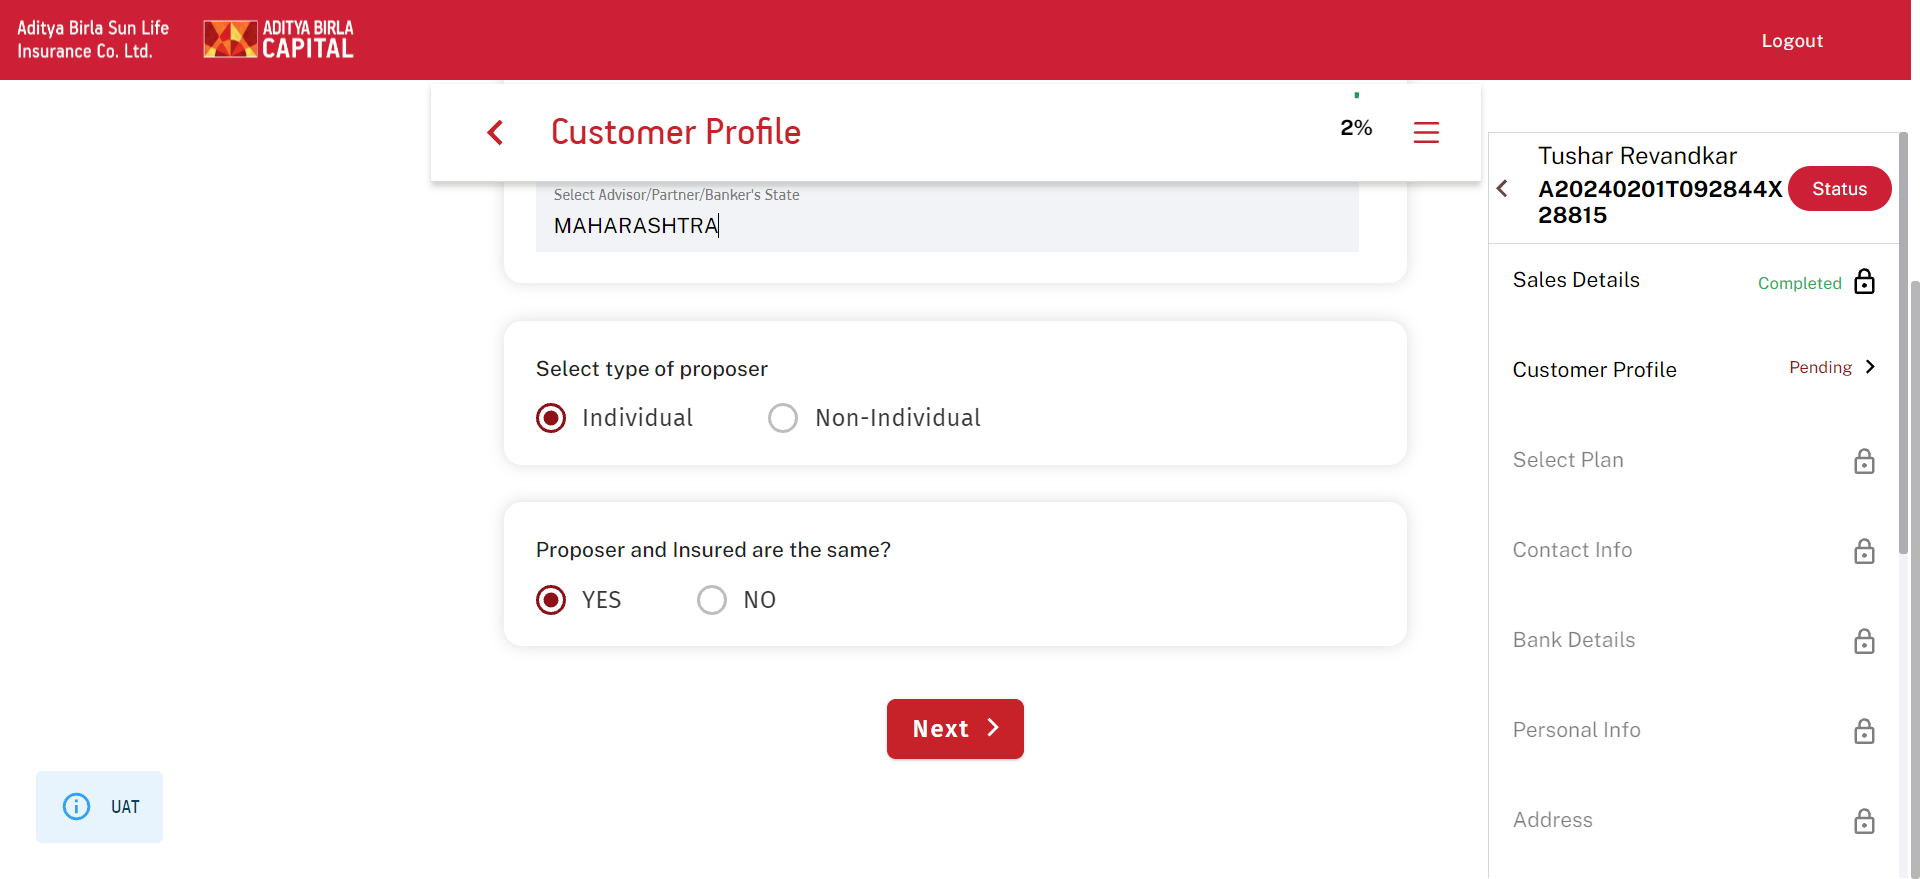 Aditya Birla Sun Life
Insurance Co. Ltd.
ADITYA BIRLA
CAPITAL
Logout
Customer Profile
2%
Select Advisor/Partner/Banker's State
MAHARASHTRA
Select type of proposer
Individual
Non-Individual
Proposer and Insured are the same?
YES
NO
Next
UAT
Tushar Revandkar
A20240201T092844X
28815
Status
Sales Details
Completed
Customer Profile
Pending
Select Plan
Contact Info
Bank Details
Personal Info
Address